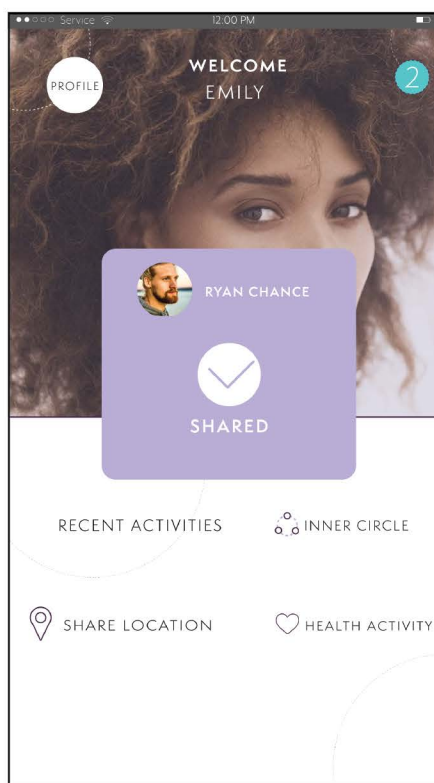 Service 12:00 PM
PROFILE
WELCOME
EMILY
2
RYAN CHANCE
SHARED
RECENT ACTIVITIES
INNER CIRCLE
SHARE LOCATION
HEALTH ACTIVITY